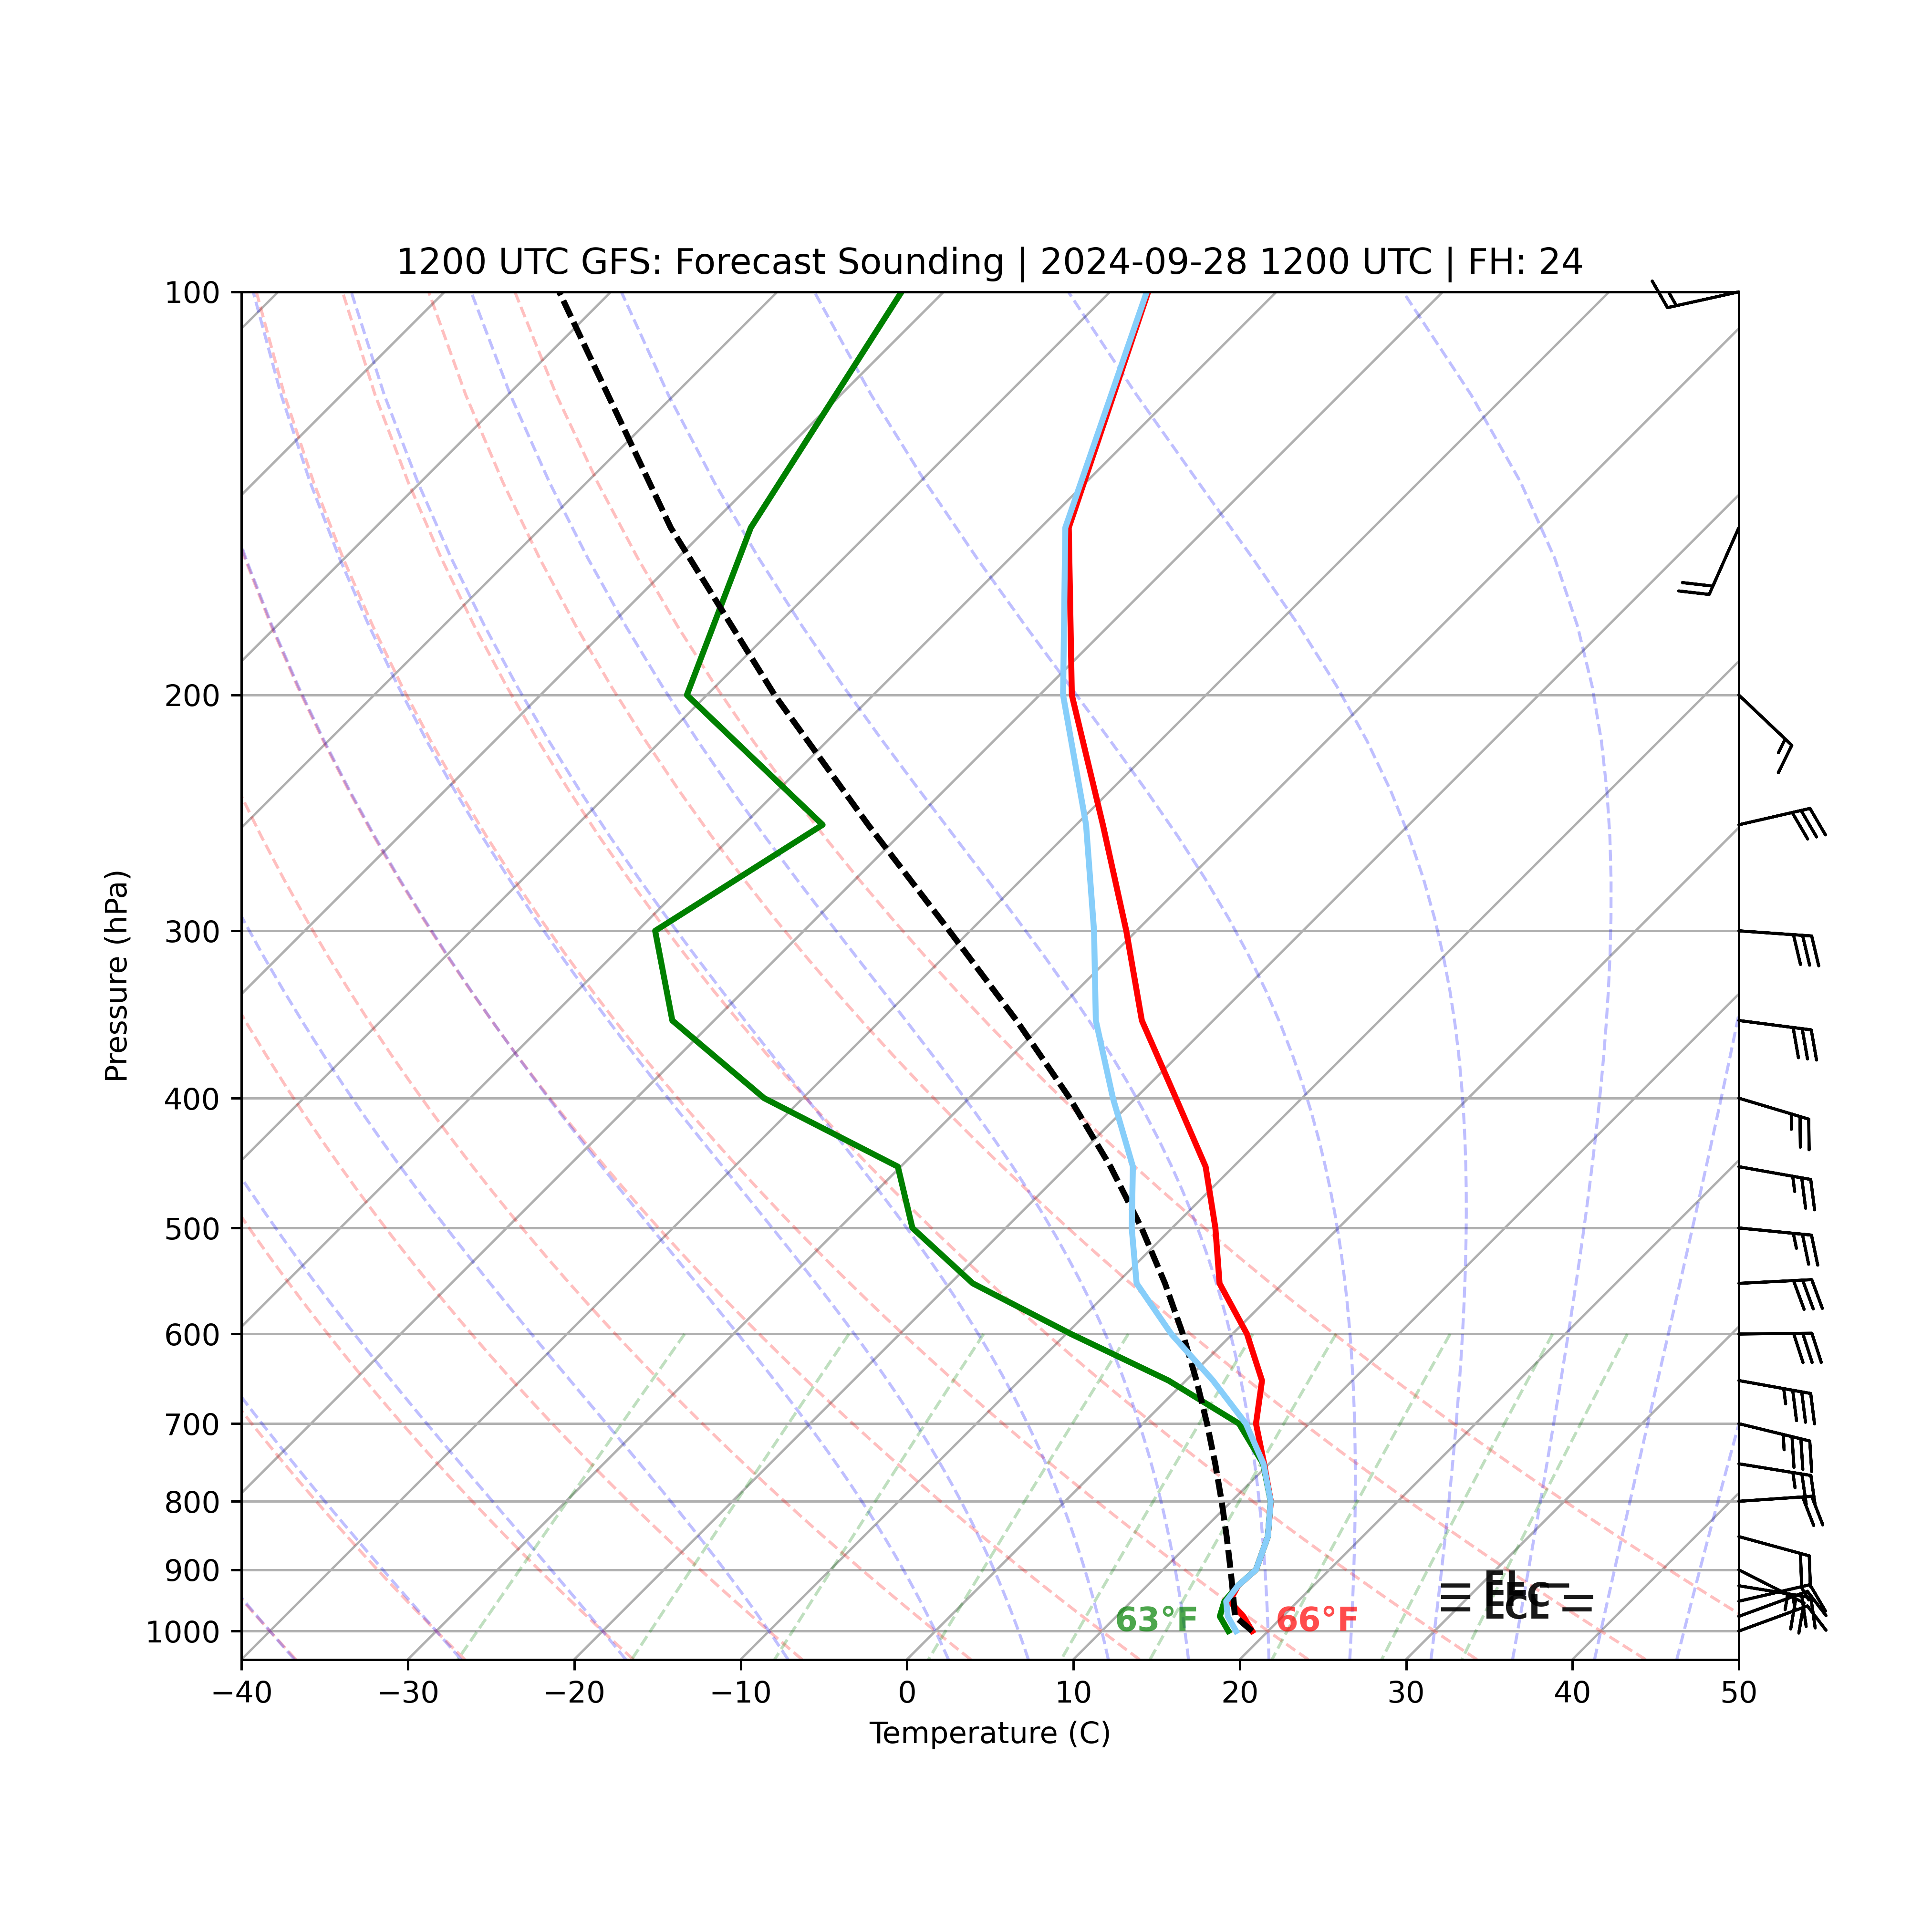 1200 UTC GFS: Forecast Sounding | 2024-09-28 1200 UTC | FH: 24
100
200
300
400
500
600
700
800
900
1000
Pressure (hPa)
= EL =
= LFC =
= LCL =
63°F 66°F
−40 −30 −20 −10 0 10 20 30 40 50
Temperature (C)